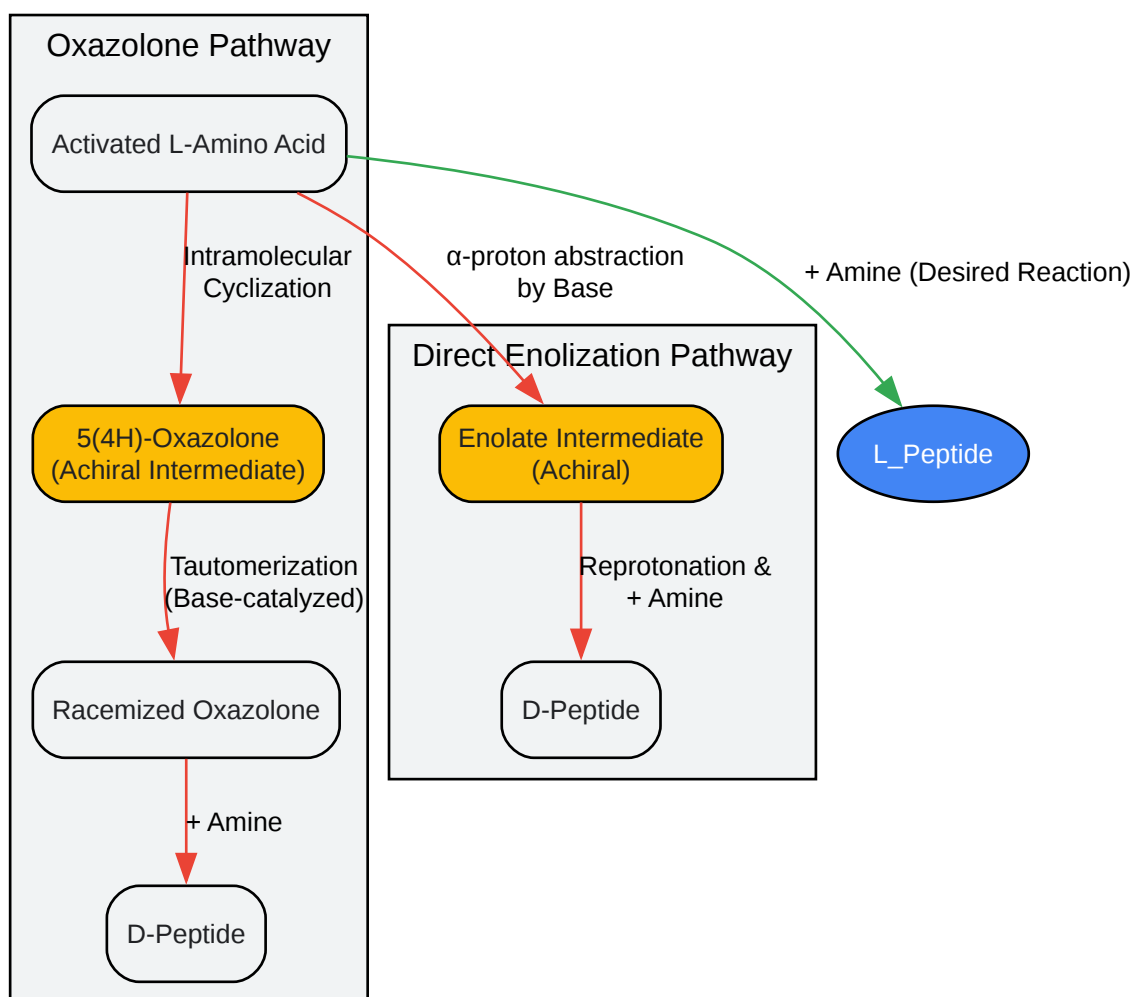 Oxazolone Pathway
Activated L-Amino Acid
Intramolecular
Cyclization
α-proton abstraction
by Base
+ Amine (Desired Reaction)
Direct Enolization Pathway
5(4H)-Oxazolone
(Achiral Intermediate)
Enolate Intermediate
(Achiral)
L_Peptide
Tautomerization
(Base-catalyzed)
Reprotonation &
+ Amine
Racemized Oxazolone
D-Peptide
+ Amine
D-Peptide